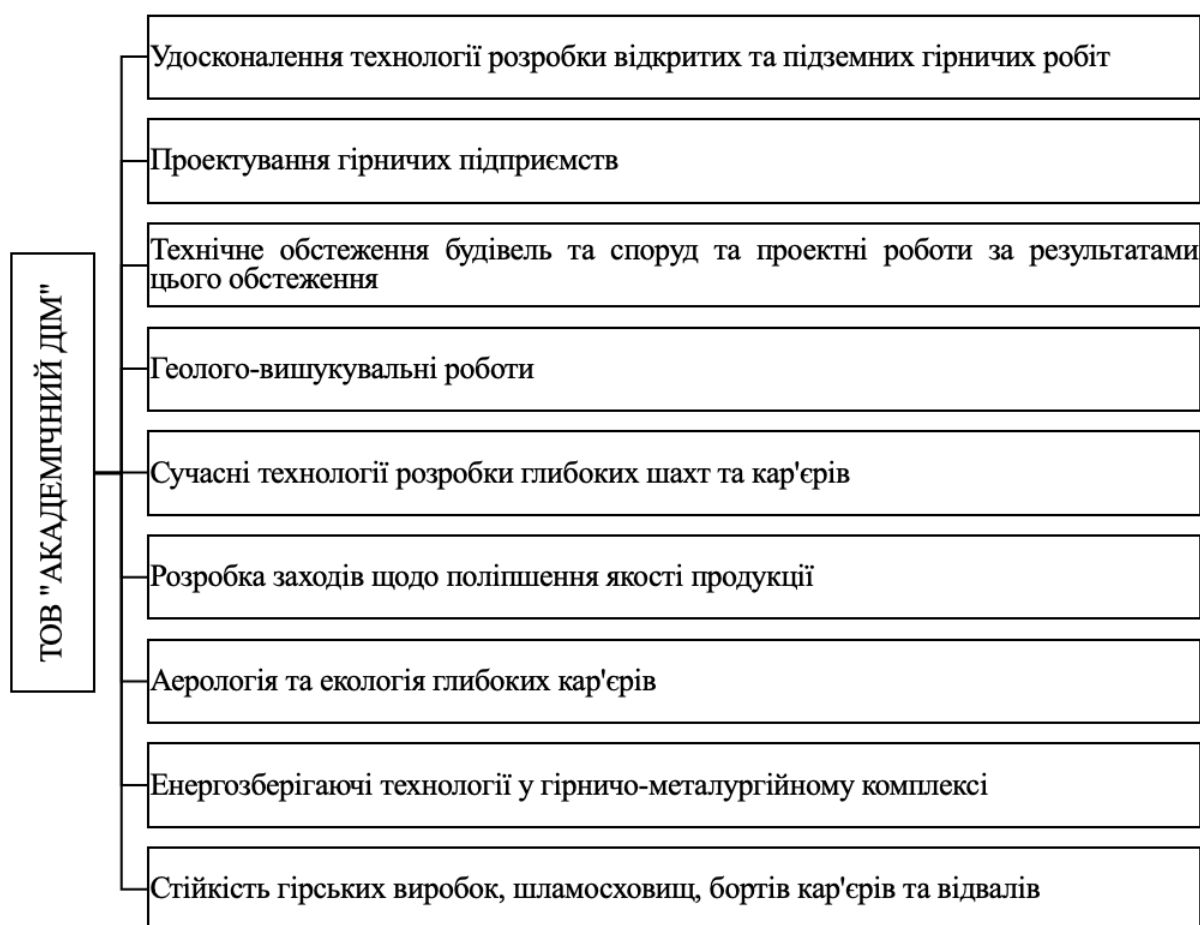 ТОВ "АКАДЕМІЧНИЙ ДІМ"
Удосконалення технології розробки відкритих та підземних гірничих робіт
Проектування гірничих підприємств
Технічне обстеження будівель та споруд та проектні роботи за результатами
цього обстеження
Геолого-вишукувальні роботи
Сучасні технології розробки глибоких шахт та кар'єрів
Розробка заходів щодо поліпшення якості продукції
Аерологія та екологія глибоких кар'єрів
Енергозберігаючі технології у гірничо-металургійному комплексі
Стійкість гірських виробок, шламосховищ, бортів кар'єрів та відвалів